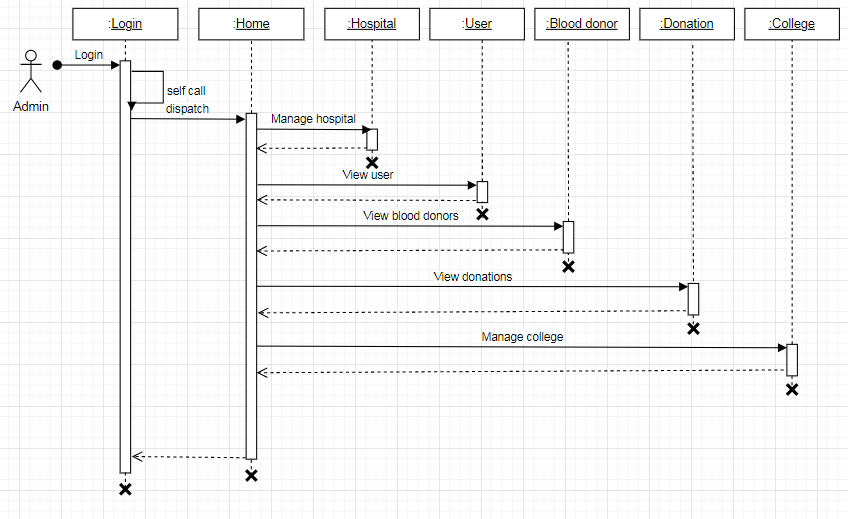 :Login
:Home
:Hospital
:User
:Blood donor
:Donation
:College
Login
Admin
self call
dispatch
Manage hospital
View user
View blood donors
View donations
Manage college